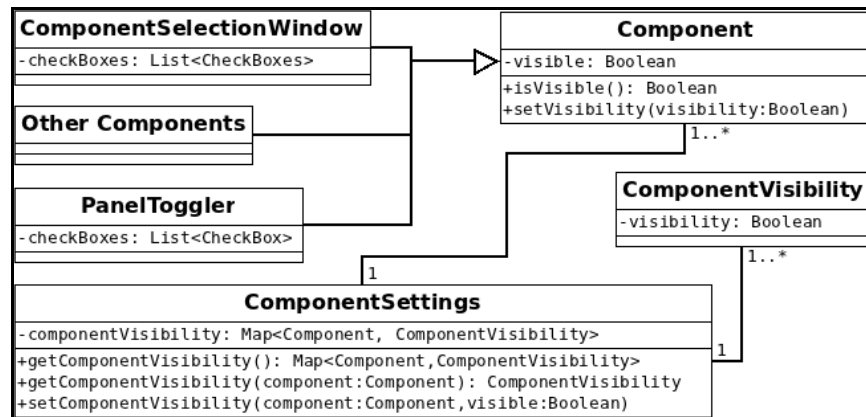 ComponentSelectionWindow
-checkBoxes: List<CheckBoxes>
Other Components
PanelToggler
-checkBoxes: List<CheckBox>
Component
-visible: Boolean
+isVisible(): Boolean
+setVisibility(visibility:Boolean)
1..*
ComponentVisibility
-visibility: Boolean
1..*
1
ComponentSettings
-componentVisibility: Map<Component, ComponentVisibility>
+getComponentVisibility(): Map<Component,ComponentVisibility>
+getComponentVisibility(component:Component): ComponentVisibility
+setComponentVisibility(component:Component,visible:Boolean)
1